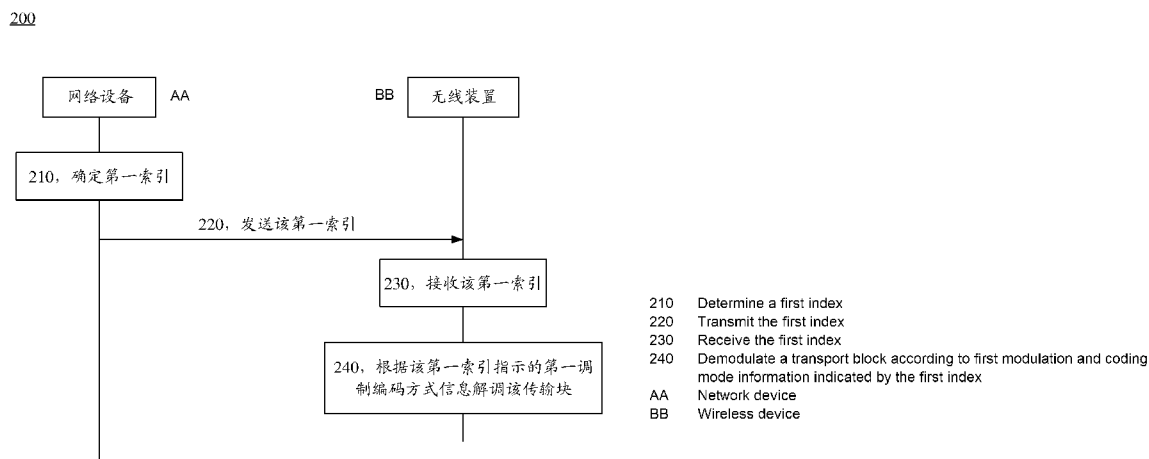 200
网络设备 AA BB 无线装置
210，确定第一索引
220，发送该第一索引
230，接收该第一索引
240，根据该第一索引指示的第一调
制编码方式信息解调该传输块
210 Determine a first index
220 Transmit the first index
230 Receive the first index
240 Demodulate a transport block according to first modulation and coding
mode information indicated by the first index
AA Network device
BB Wireless device